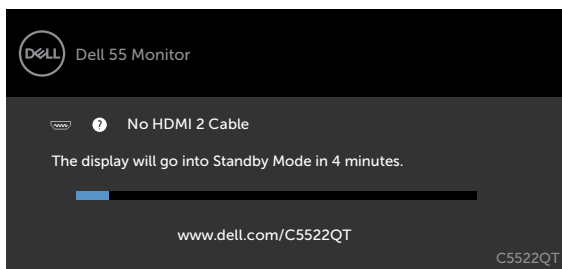 DELL
Dell 55 Monitor
? No HDMI 2 Cable
The display will go into Standby Mode in 4 minutes.
www.dell.com/C5522QT
C5522QT